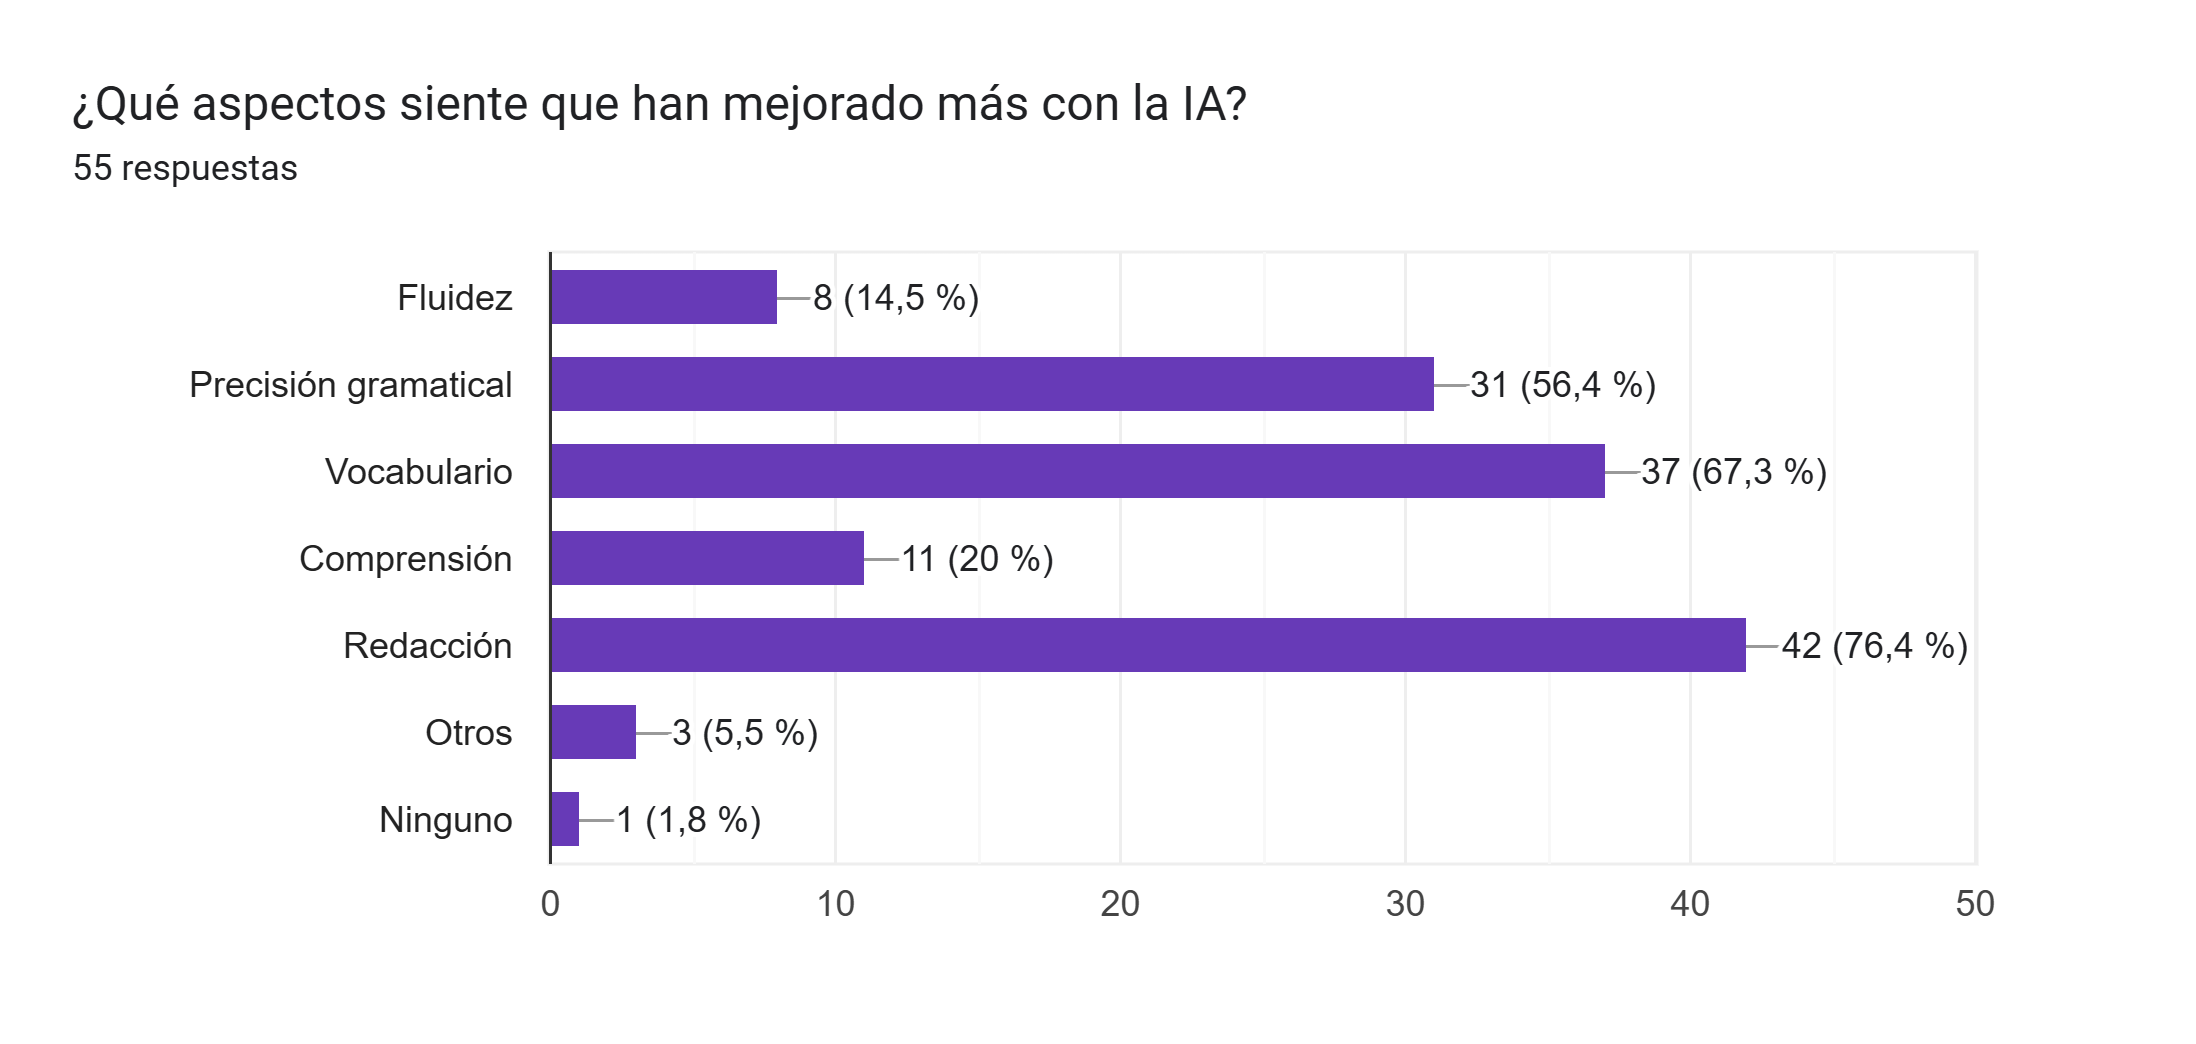 ¿Qué aspectos siente que han mejorado más con la IA?
55 respuestas
Fluidez 8 (14,5 %)
Precisión gramatical 31 (56,4 %)
Vocabulario 37 (67,3 %)
Comprensión 11 (20 %)
Redacción 42 (76,4 %)
Otros 3 (5,5 %)
Ninguno 1 (1,8 %)
0 10 20 30 40 50